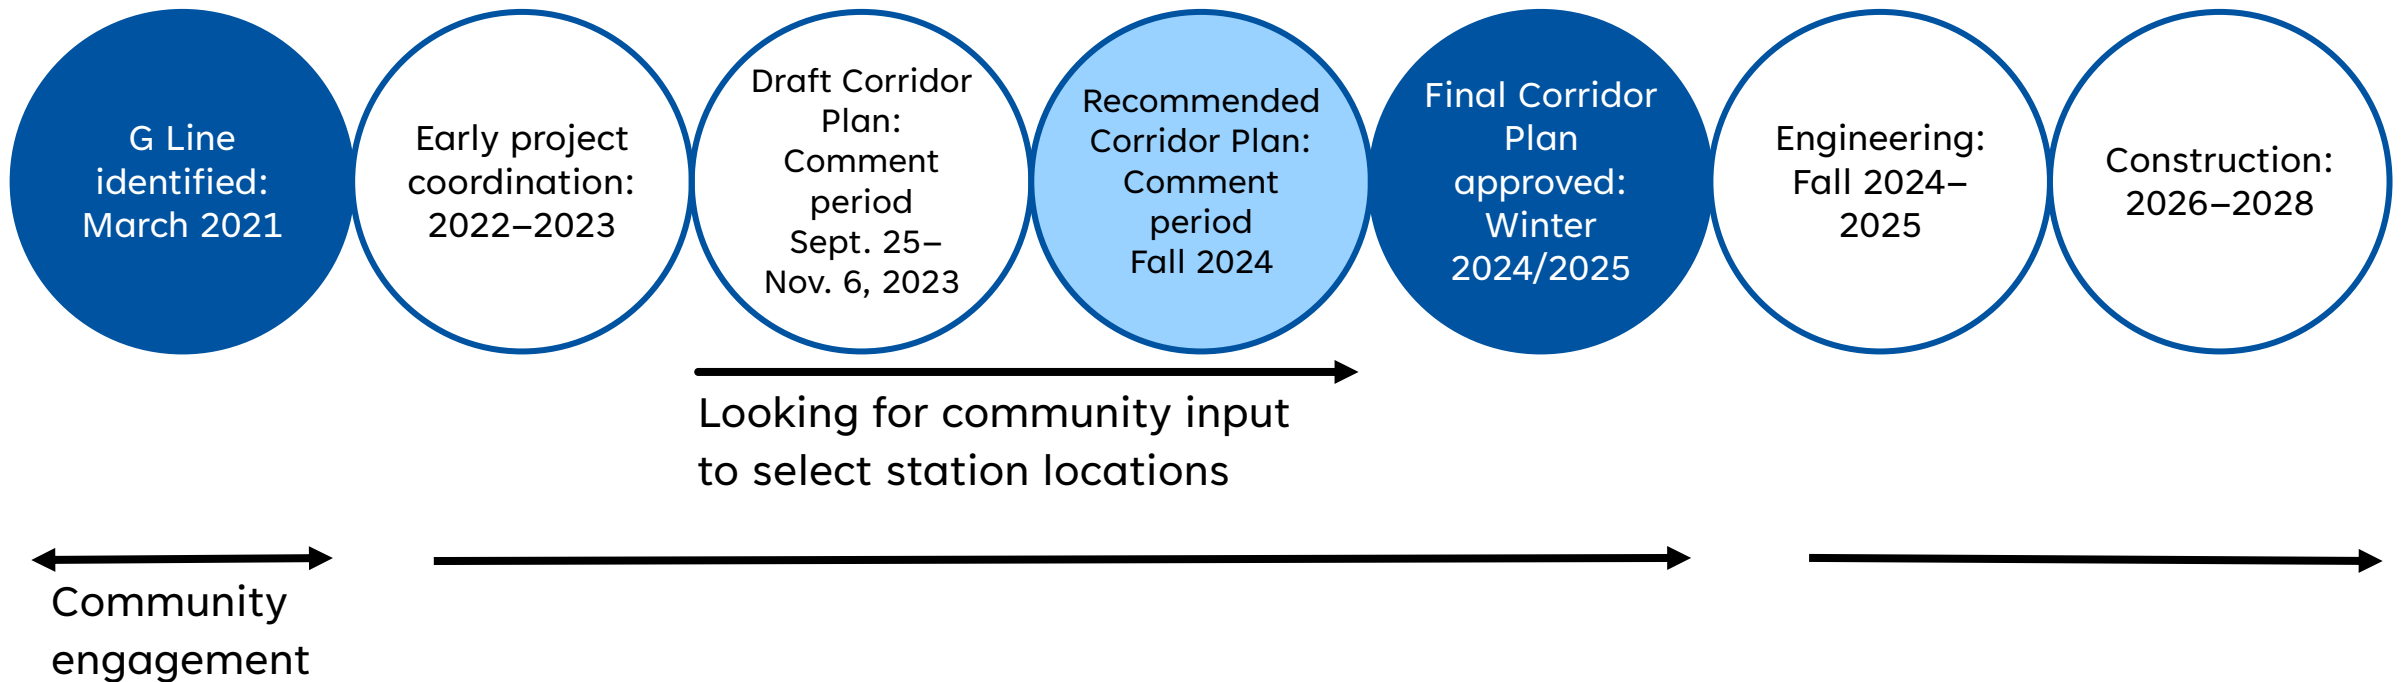 G Line
identified:
March 2021
Early project
coordination:
2022–2023
Draft Corridor
Plan:
Comment
period
Sept. 25–
Nov. 6, 2023
Recommended
Corridor Plan:
Comment
period
Fall 2024
Final Corridor
Plan
approved:
Winter
2024/2025
Engineering:
Fall 2024–
2025
Construction:
2026–2028
Looking for community input
to select station locations
Community
engagement